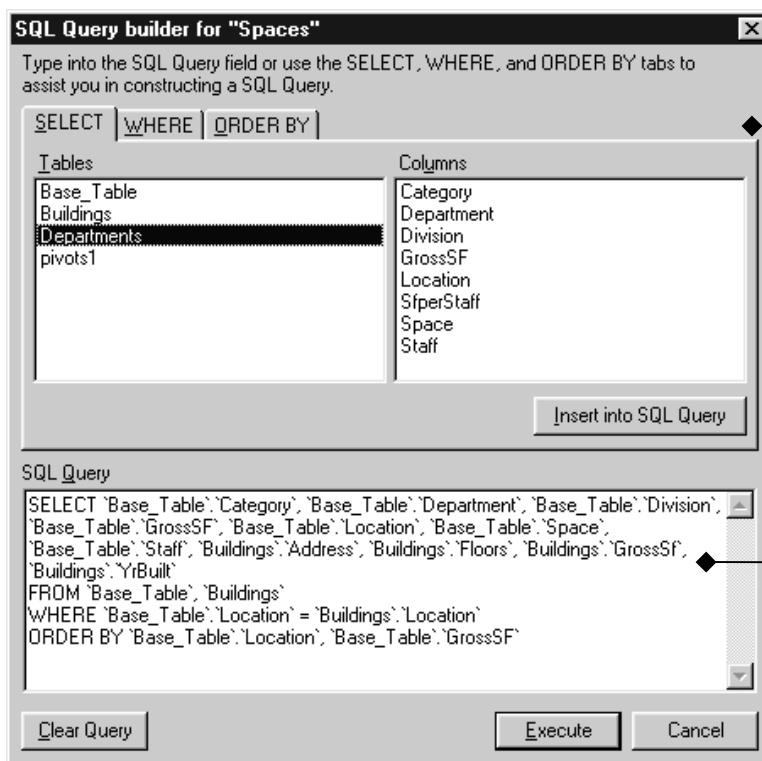 SQL Query builder for "Spaces"
Type into the SQL Query field or use the SELECT, WHERE, and ORDER BY tabs to
assist you in constructing a SQL Query.
SELECT WHERE ORDER BY
Tables Columns
Base_Table
Buildings
Departments
pivots1
Category
Department
Division
GrossSF
Location
SfperStaff
Space
Staff
Insert into SQL Query
SQL Query
SELECT `Base_Table`.`Category`, `Base_Table`.`Department`, `Base_Table`.`Division`,
`Base_Table`.`GrossSF`, `Base_Table`.`Location`, `Base_Table`.`Space`,
`Base_Table`.`Staff`, `Buildings`.`Address`, `Buildings`.`Floors`, `Buildings`.`GrossSf`,
`Buildings`.`YrBuilt`
FROM `Base_Table`, `Buildings`
WHERE `Base_Table`.`Location` = `Buildings`.`Location`
ORDER BY `Base_Table`.`Location`, `Base_Table`.`GrossSF`
Clear Query Execute Cancel